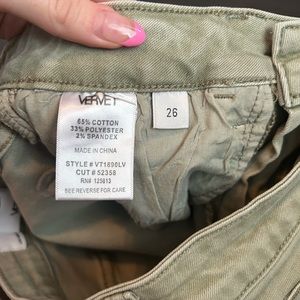 VERVET
65% COTTON
33% POLYESTER
2% SPANDEX
MADE IN CHINA
STYLE # VT1690LV
CUT # 52358
RN# 125613
SEE REVERSE FOR CARE
26